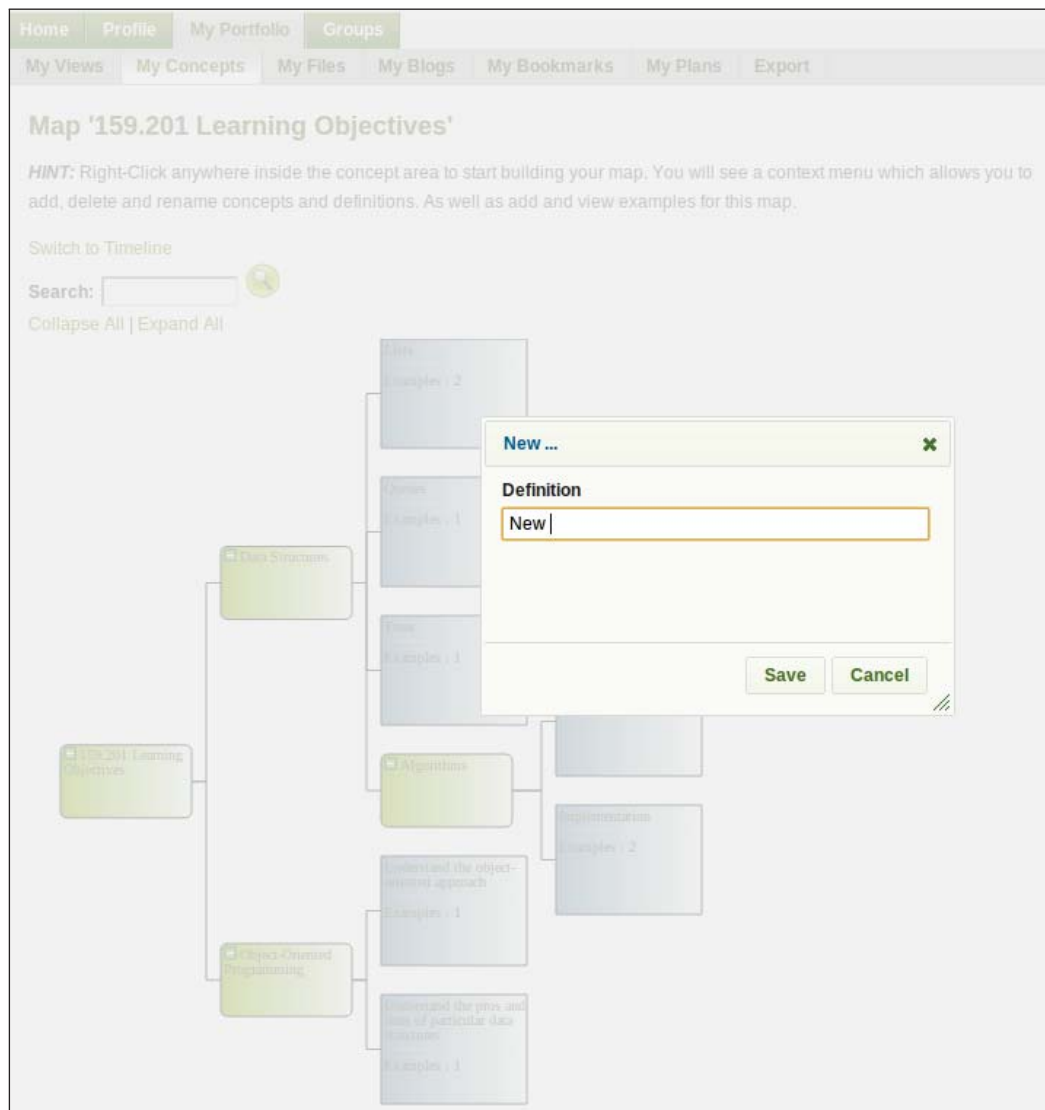 Home Profile My Portfolio Groups
My Views My Concepts My Files My Blogs My Bookmarks My Plans Export
Map '159.201 Learning Objectives'
HINT: Right-Click anywhere inside the concept area to start building your map. You will see a context menu which allows you to
add, delete and rename concepts and definitions. As well as add and view examples for this map.
Switch to Timeline
Search:
Collapse All | Expand All
Lists
Examples : 2
New ...
Definition
New
Save Cancel
Queues
Examples : 1
Data Structures
Trees
Examples : 1
159.201 Learning
Objectives
Algorithms
Implementation
Examples : 2
Understand the object-
oriented approach
Examples : 1
Object-Oriented
Programming
Understand the pros and
cons of particular data
structures
Examples : 1